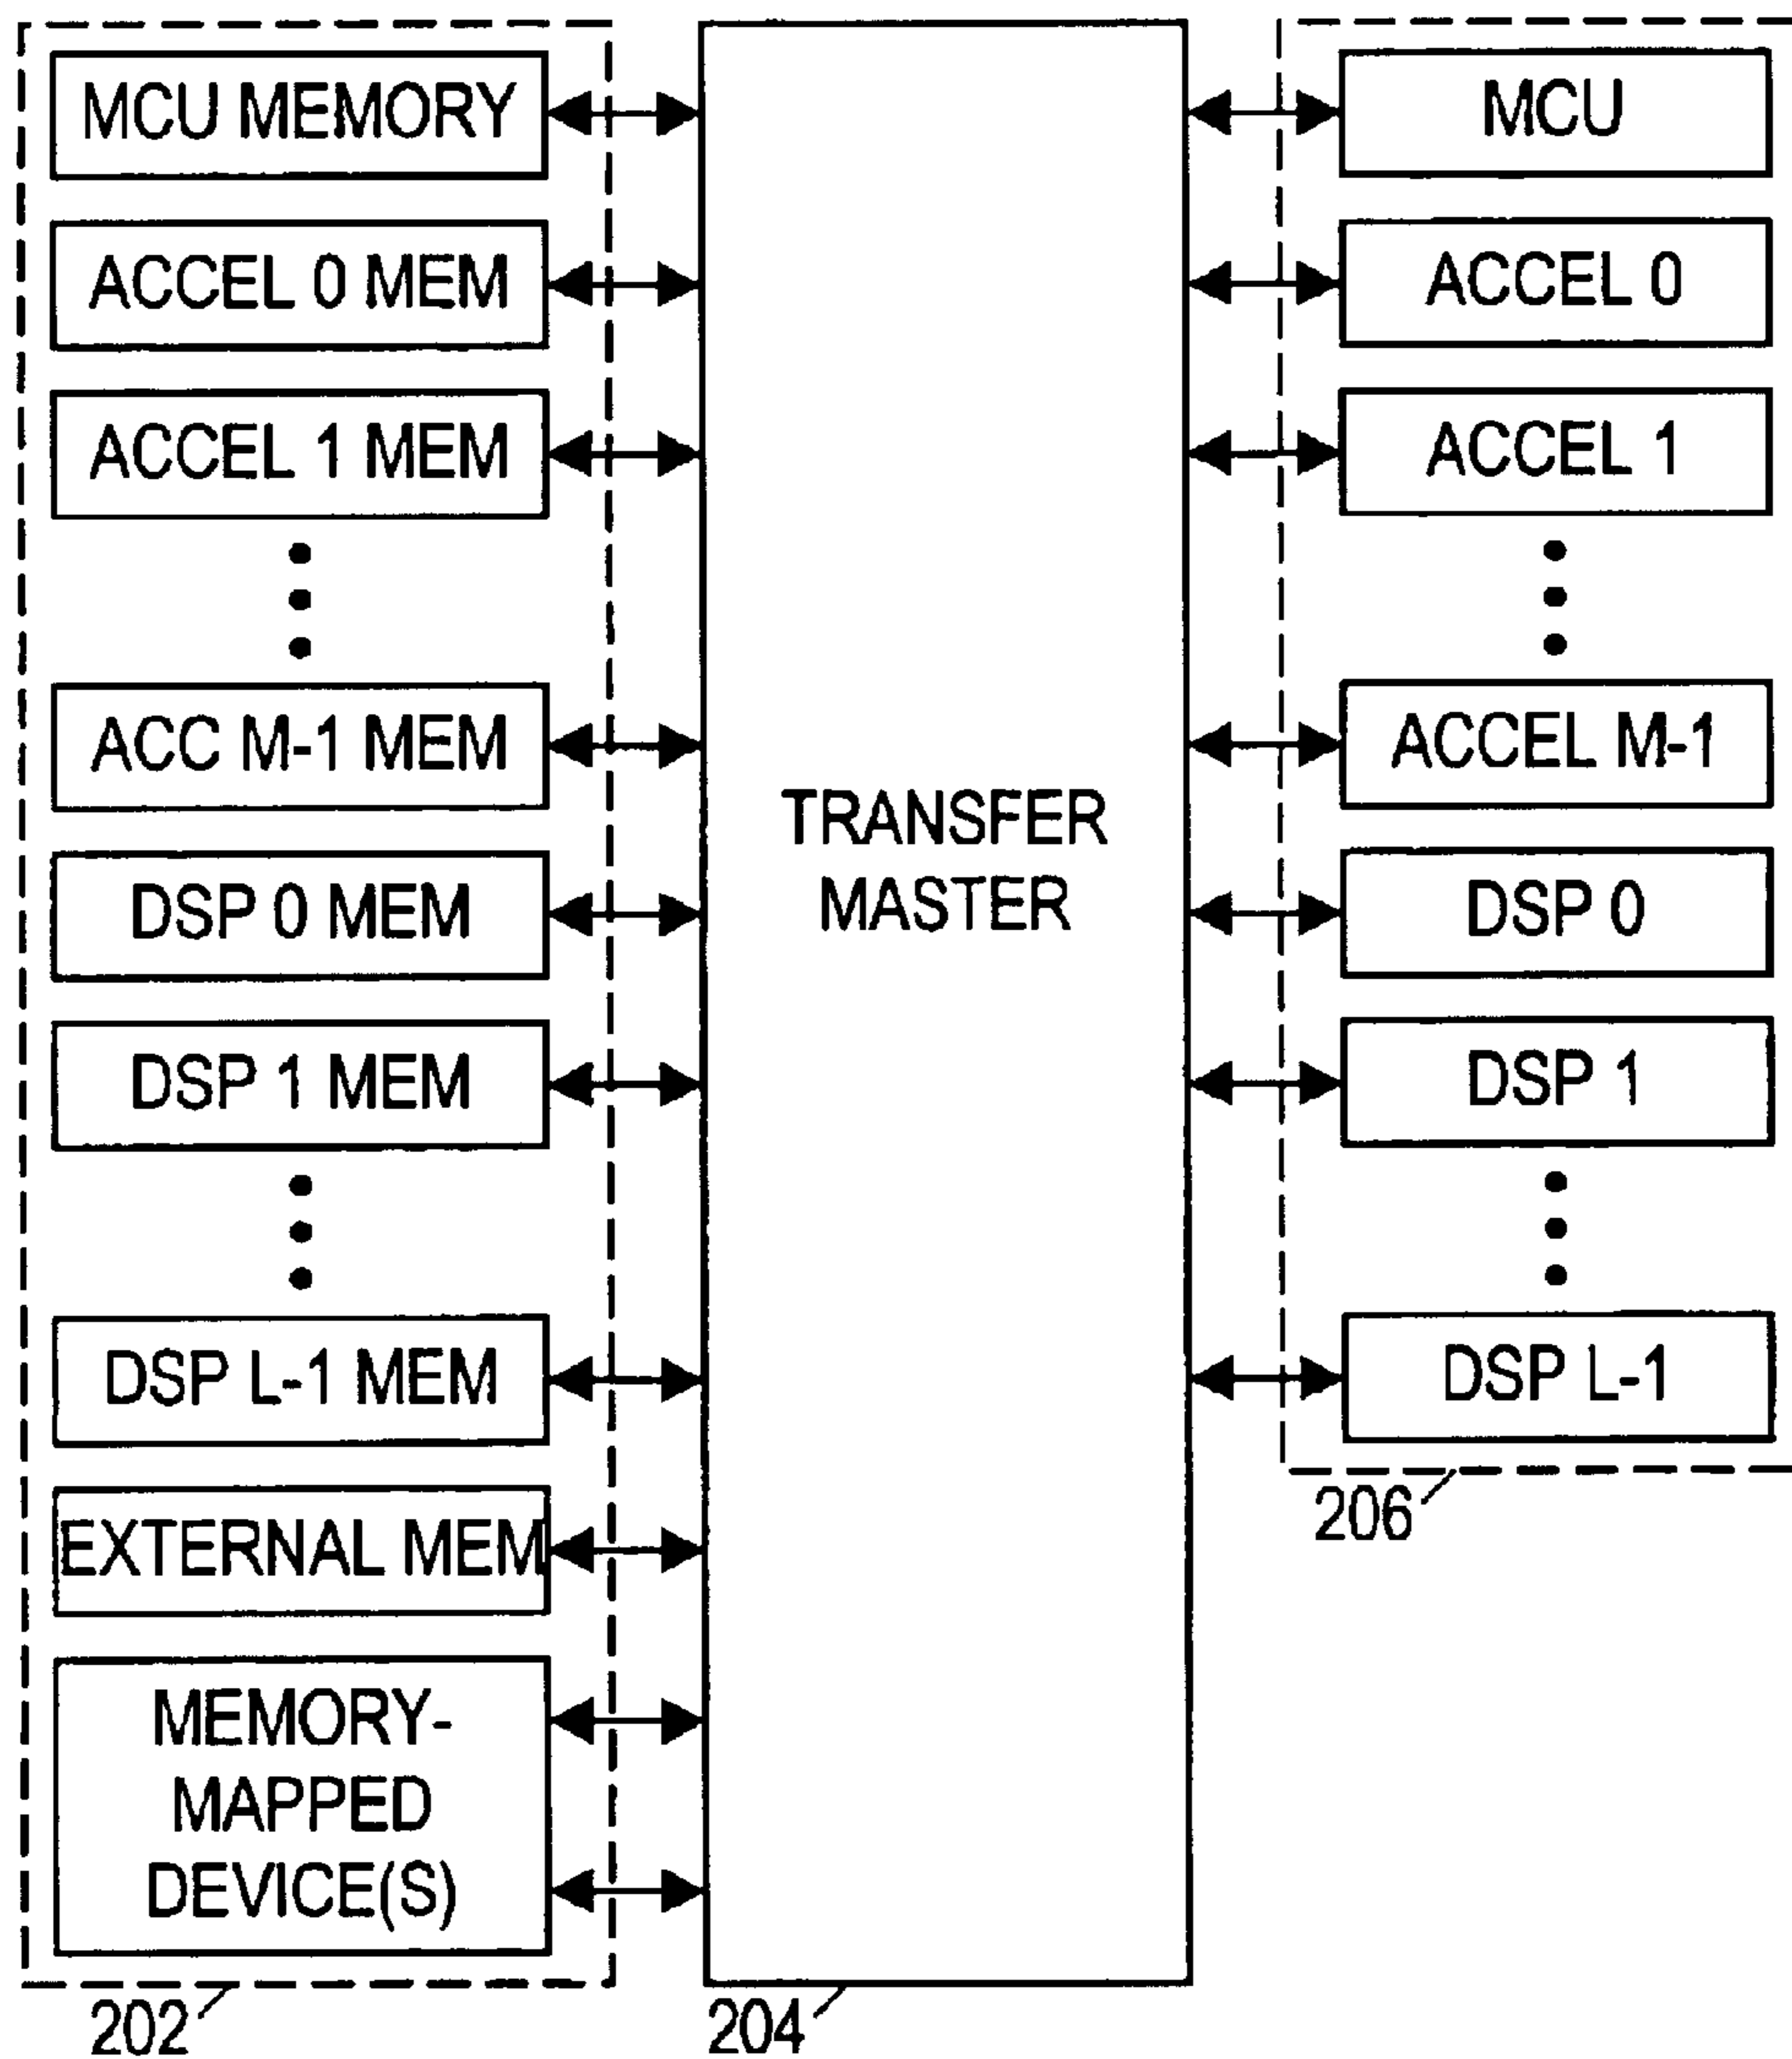 MCU MEMORY
ACCEL 0 MEM
ACCEL 1 MEM
ACC M-1 MEM
DSP 0 MEM
DSP 1 MEM
DSP L-1 MEM
EXTERNAL MEM
MEMORY-
MAPPED
DEVICE(S)
202
TRANSFER
MASTER
204
MCU
ACCEL 0
ACCEL 1
ACCEL M-1
DSP 0
DSP 1
DSP L-1
206